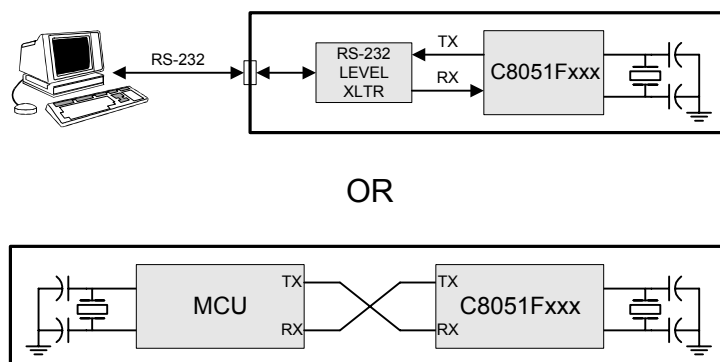 RS-232
RS-232
LEVEL
XLTR
TX
RX
C8051Fxxx
OR
MCU
TX
RX
TX
RX
C8051Fxxx